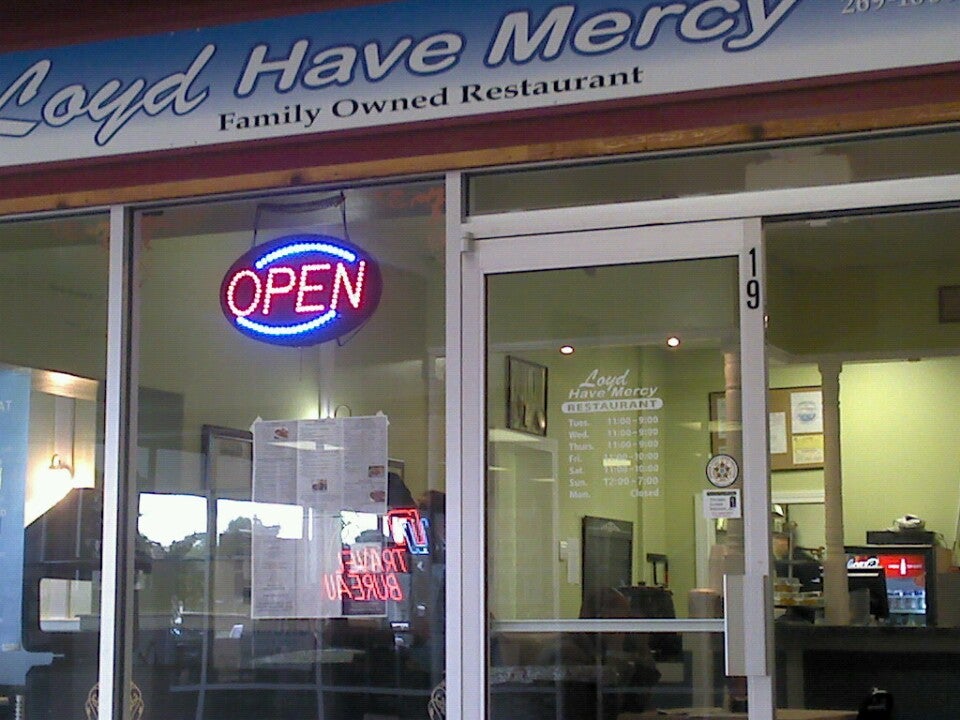 Loyd Have Mercy
Family Owned Restaurant
OPEN
19
Loyd
Have Mercy
RESTAURANT
Tues. 11:00-9:00
Wed. 11:00-9:00
Thurs. 11:00-9:00
Fri. 11:00-10:00
Sat. 11:00-10:00
Sun. 12:00-7:00
Mon. Closed
TRAVEL
BUREAU